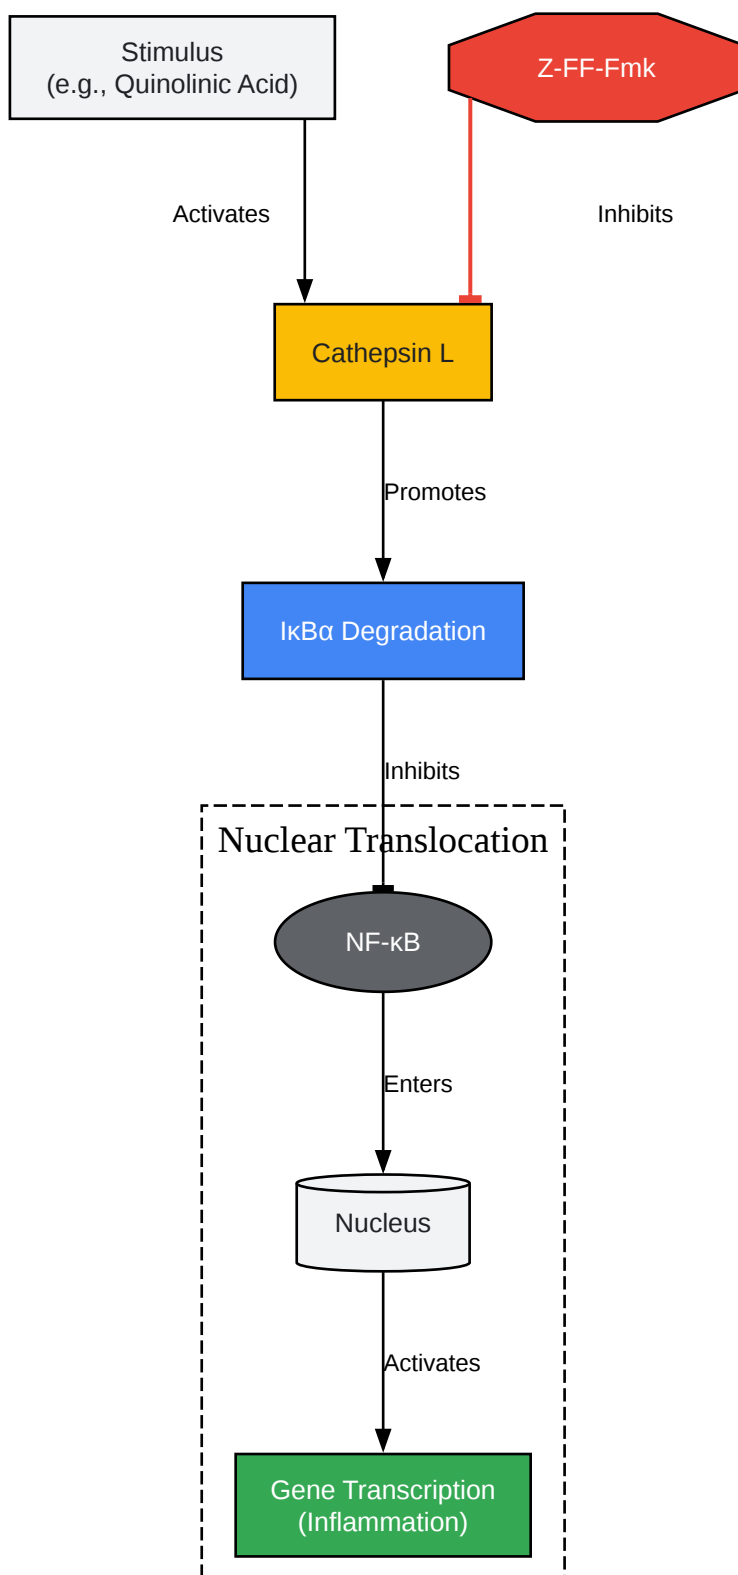 Stimulus
(e.g., Quinolinic Acid)
Z-FF-Fmk
Activates
Inhibits
Cathepsin L
Promotes
IκBα Degradation
Inhibits
Nuclear Translocation
NF-κB
Enters
Nucleus
Activates
Gene Transcription
(Inflammation)